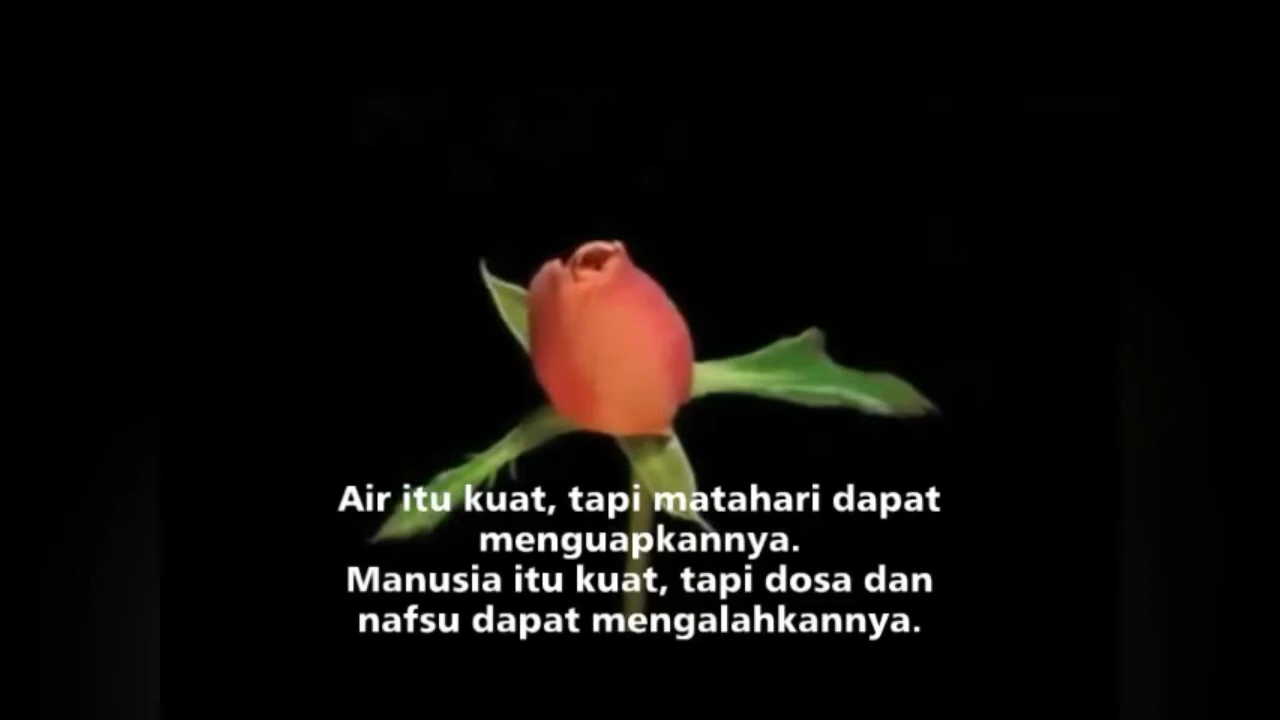 Air itu kuat, tapi matahari dapat
menguapkannya.
Manusia itu kuat, tapi dosa dan
nafsu dapat mengalahkannya.